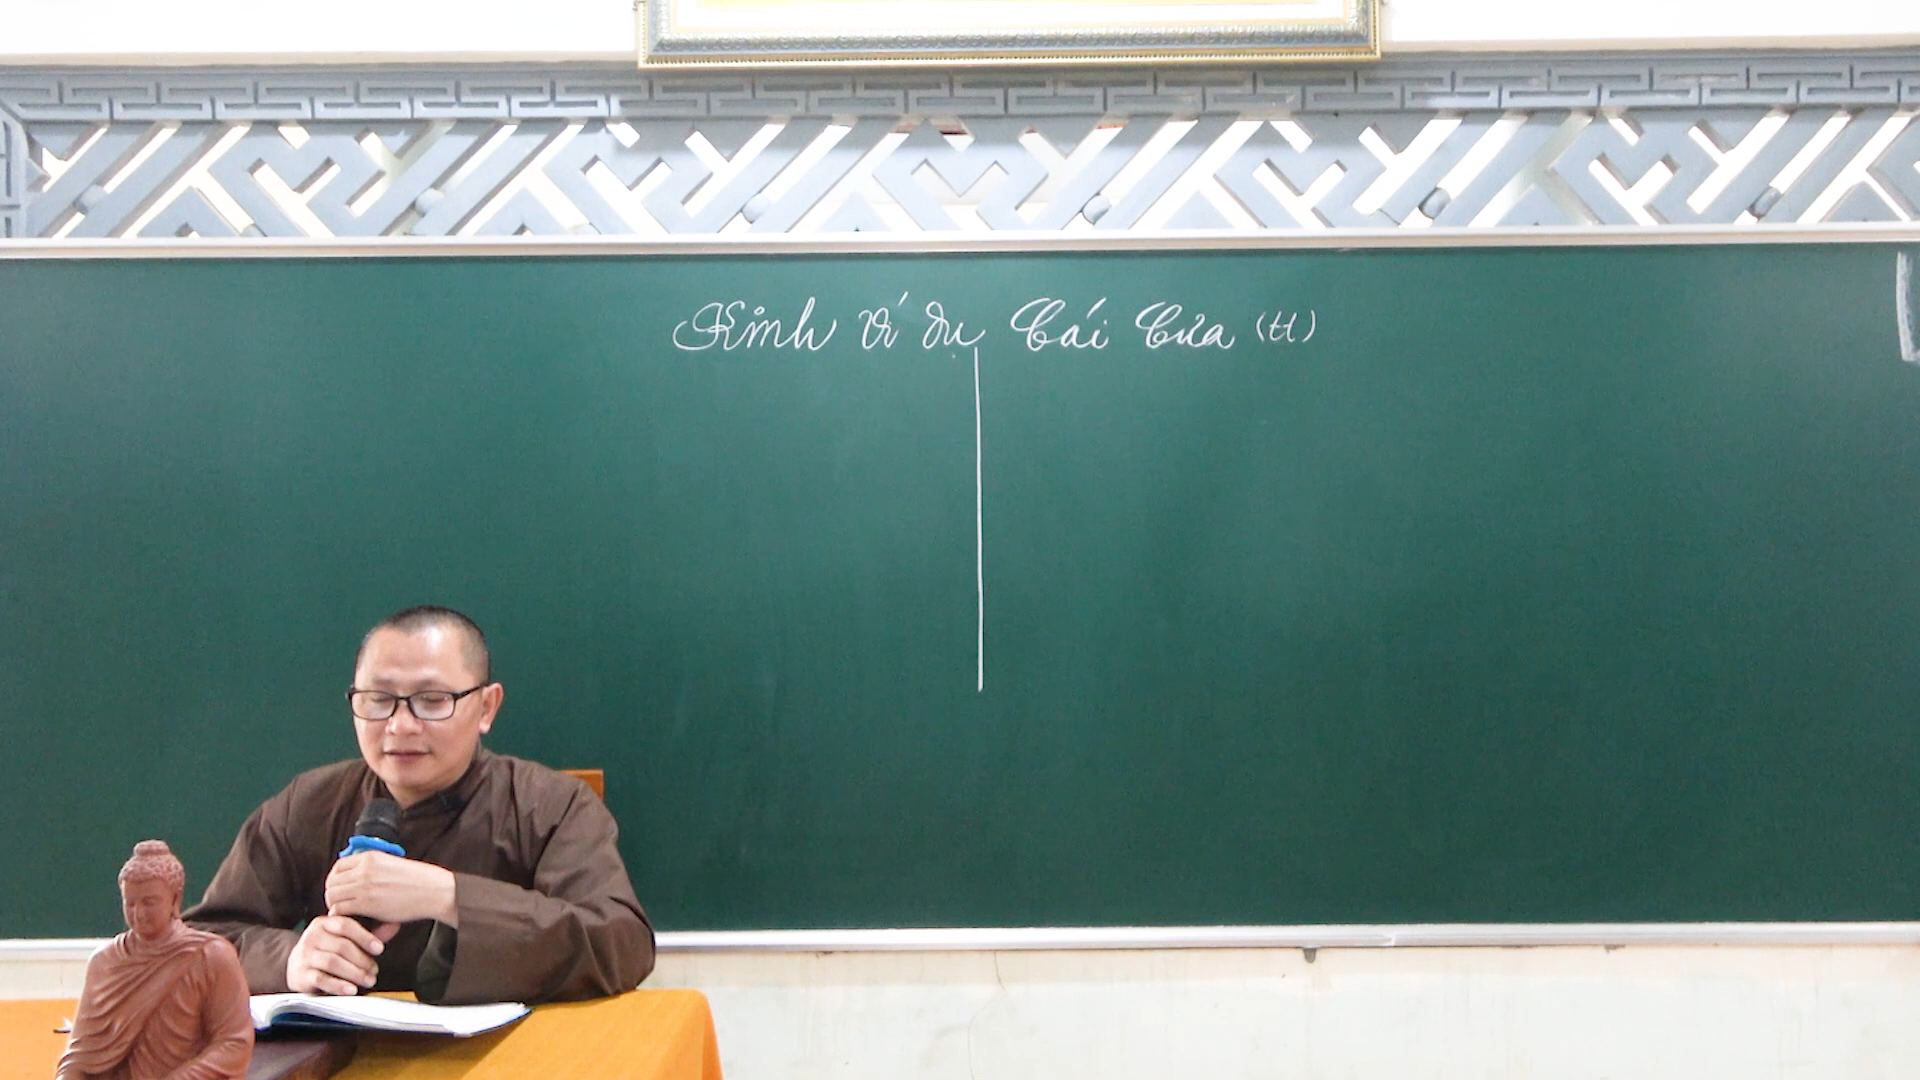 Kinh ví dụ Cái Cưa (tt)